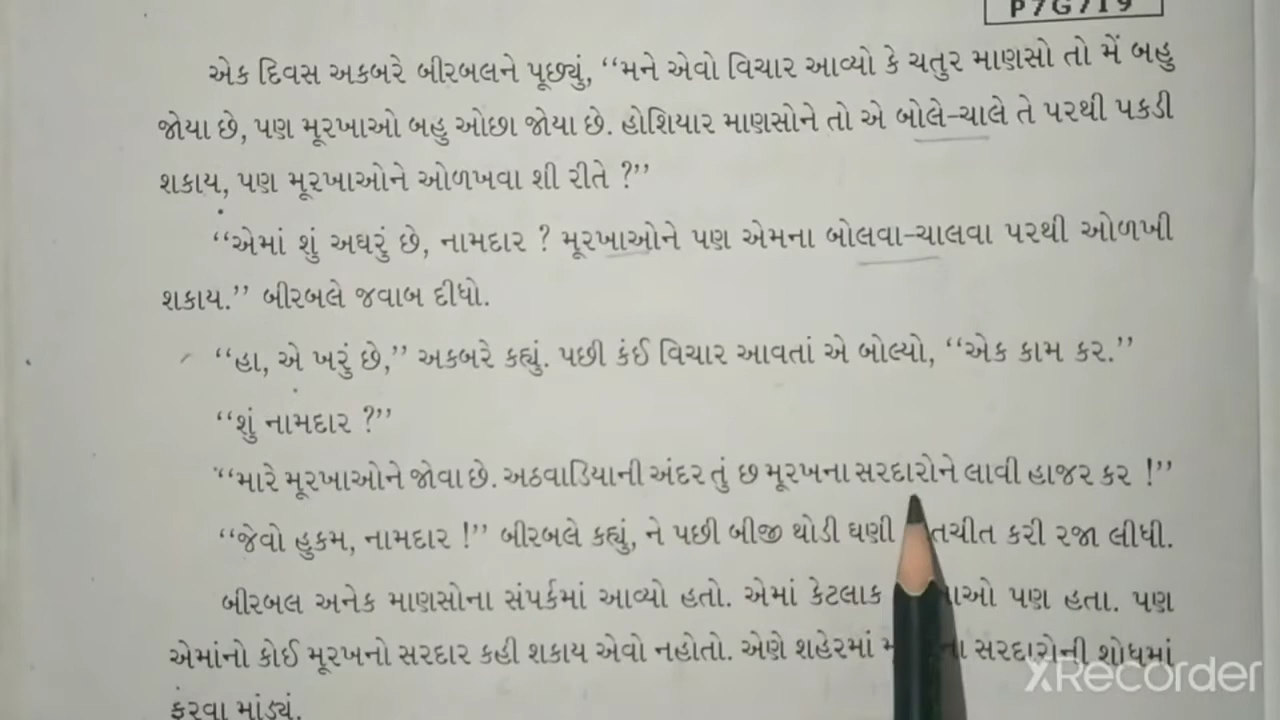 P7G719
એક દિવસ અકબરે બીરબલને પૂછ્યું, “મને એવો વિચાર આવ્યો કે ચતુર માણસો તો મેં બહુ
જોયા છે, પણ મૂરખાઓ બહુ ઓછા જોયા છે. હોશિયાર માણસોને તો એ બોલે-ચાલે તે પરથી પકડી
શકાય, પણ મૂરખાઓને ઓળખવા શી રીતે ?”
“એમાં શું અઘરું છે, નામદાર ? મૂરખાઓને પણ એમના બોલવા-ચાલવા પરથી ઓળખી
શકાય.” બીરબલે જવાબ દીધો.
“હા, એ ખરું છે,” અકબરે કહ્યું. પછી કંઈ વિચાર આવતાં એ બોલ્યો, “એક કામ કર.”
“શું નામદાર ?”
“મારે મૂરખાઓને જોવા છે. અઠવાડિયાની અંદર તું છ મૂરખના સરદારોને લાવી હાજર કર !”
“જેવો હુકમ, નામદાર !” બીરબલે કહ્યું, ને પછી બીજી થોડી ઘણી કરી રજા લીધી.
બીરબલ અનેક માણસોના સંપર્કમાં આવ્યો હતો. એમાં કેટલાક પણ હતા. પણ
એમાંનો કોઈ મૂરખનો સરદાર કહી શકાય એવો નહોતો. એણે શહેરમાં સરદારોની શોધમાં
ફરવા માંડ્યું.
XRecorder